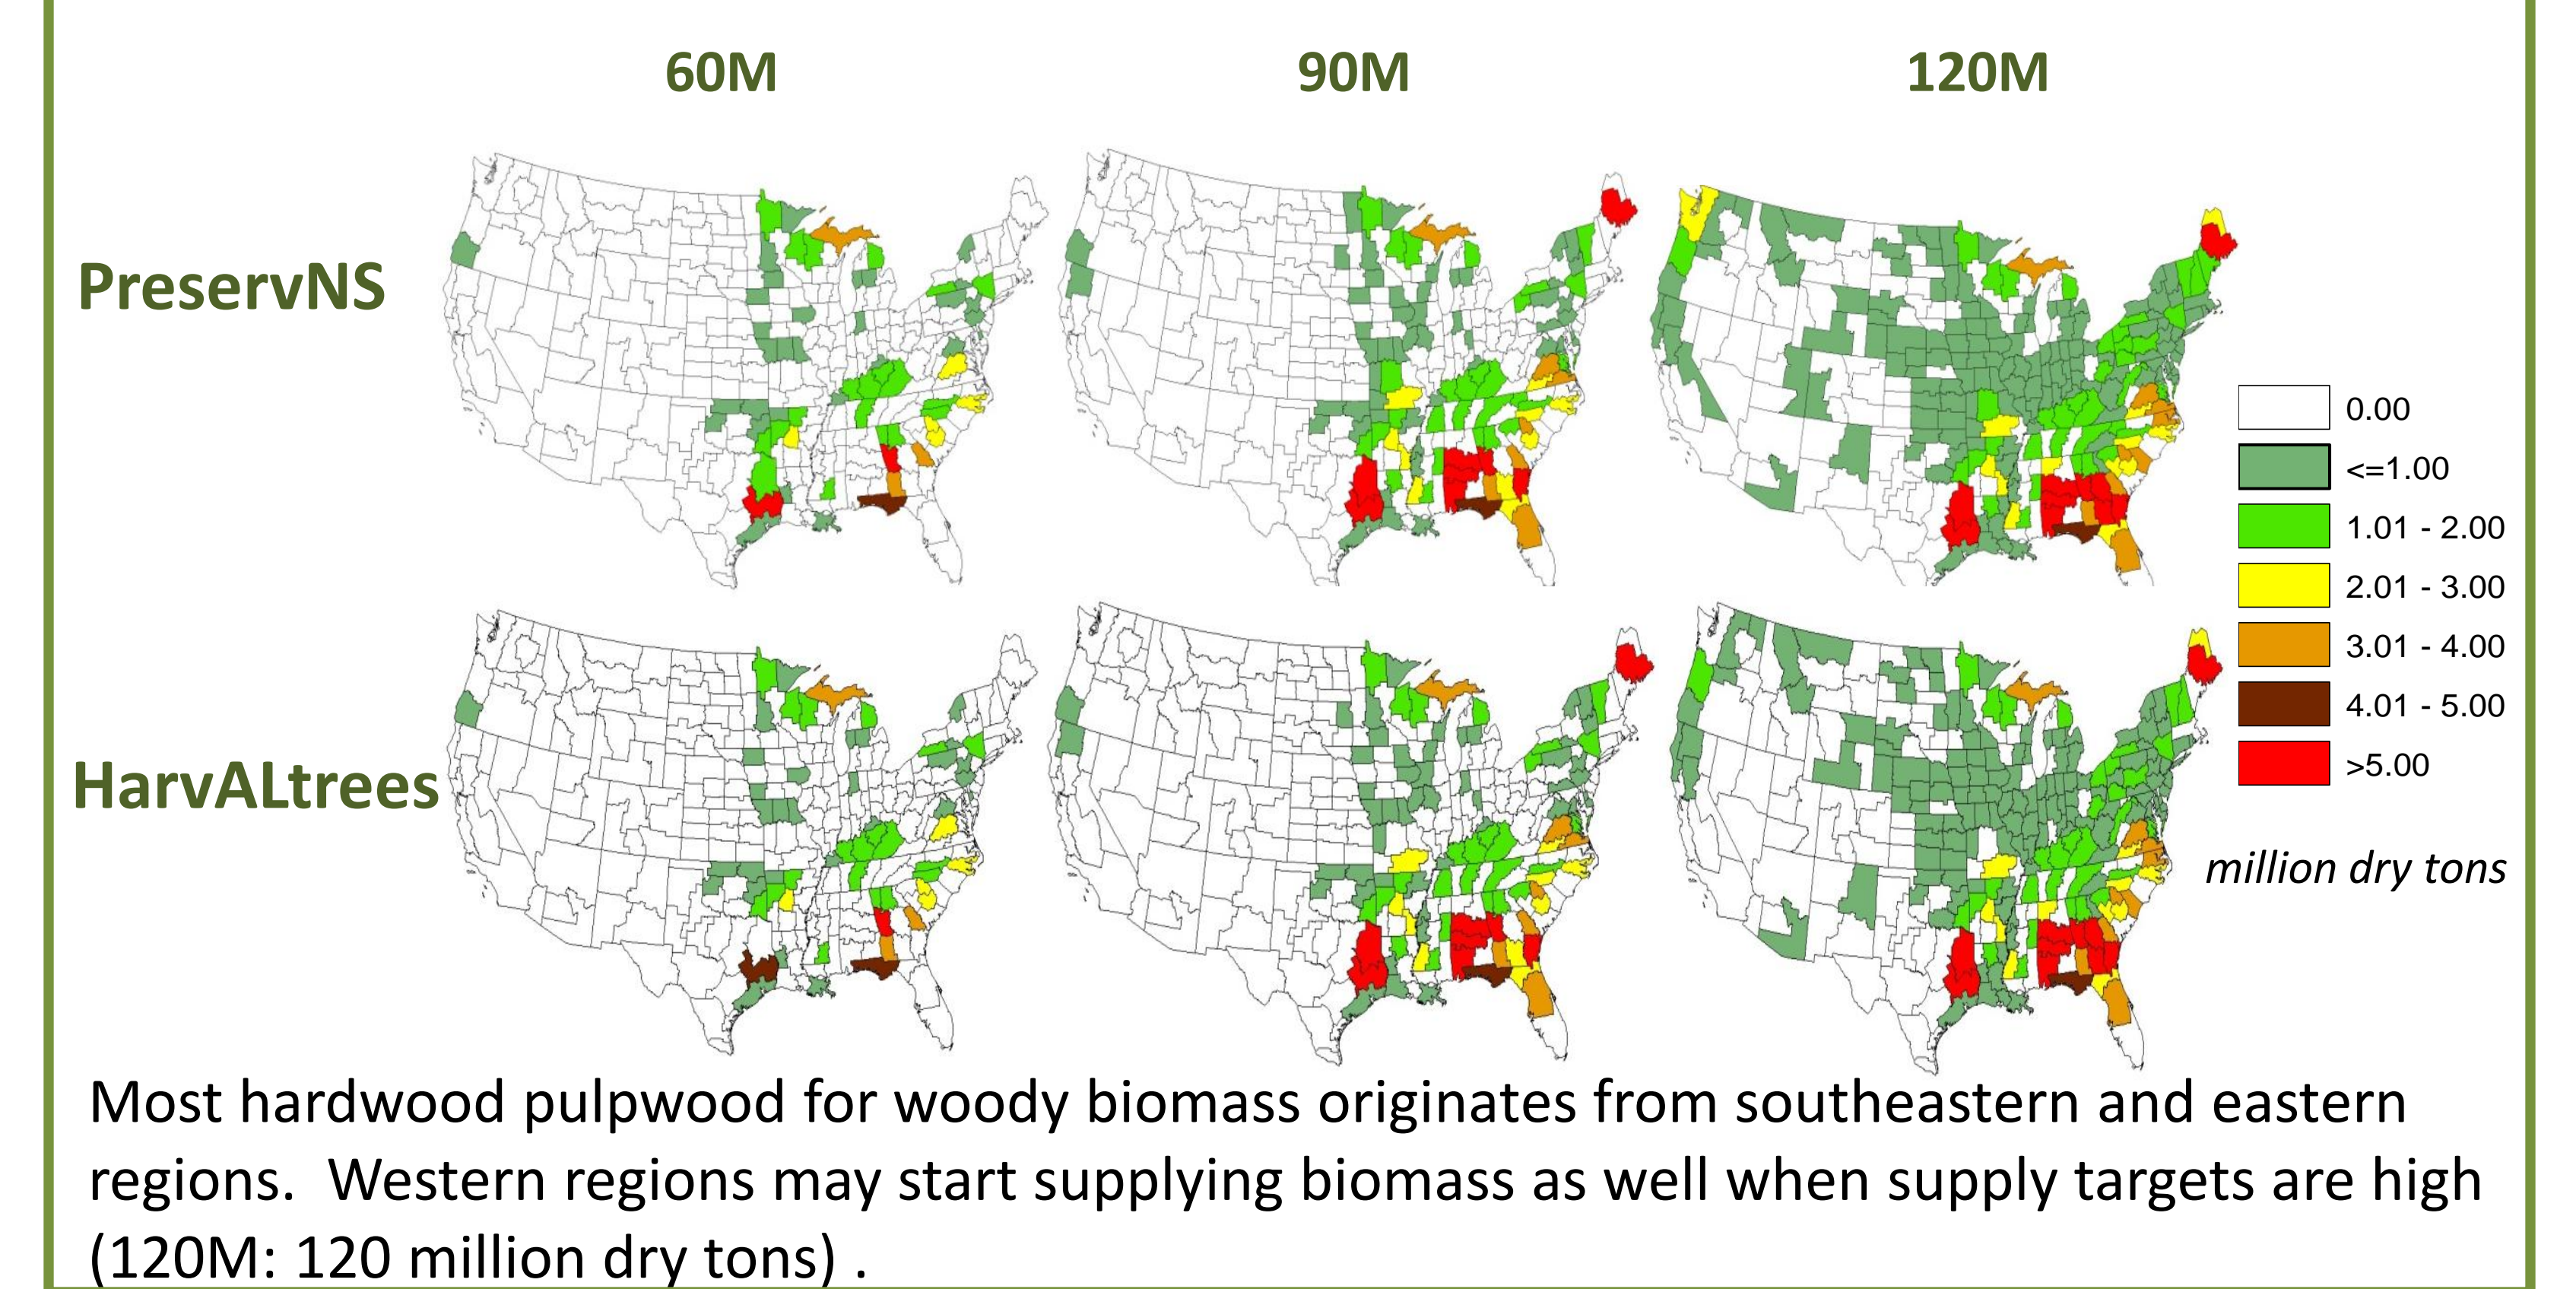 60M 90M 120M
PreservNS
HarvALtrees
0.00
<=1.00
1.01 - 2.00
2.01 - 3.00
3.01 - 4.00
4.01 - 5.00
>5.00
million dry tons
Most hardwood pulpwood for woody biomass originates from southeastern and eastern
regions.  Western regions may start supplying biomass as well when supply targets are high
(120M: 120 million dry tons) .